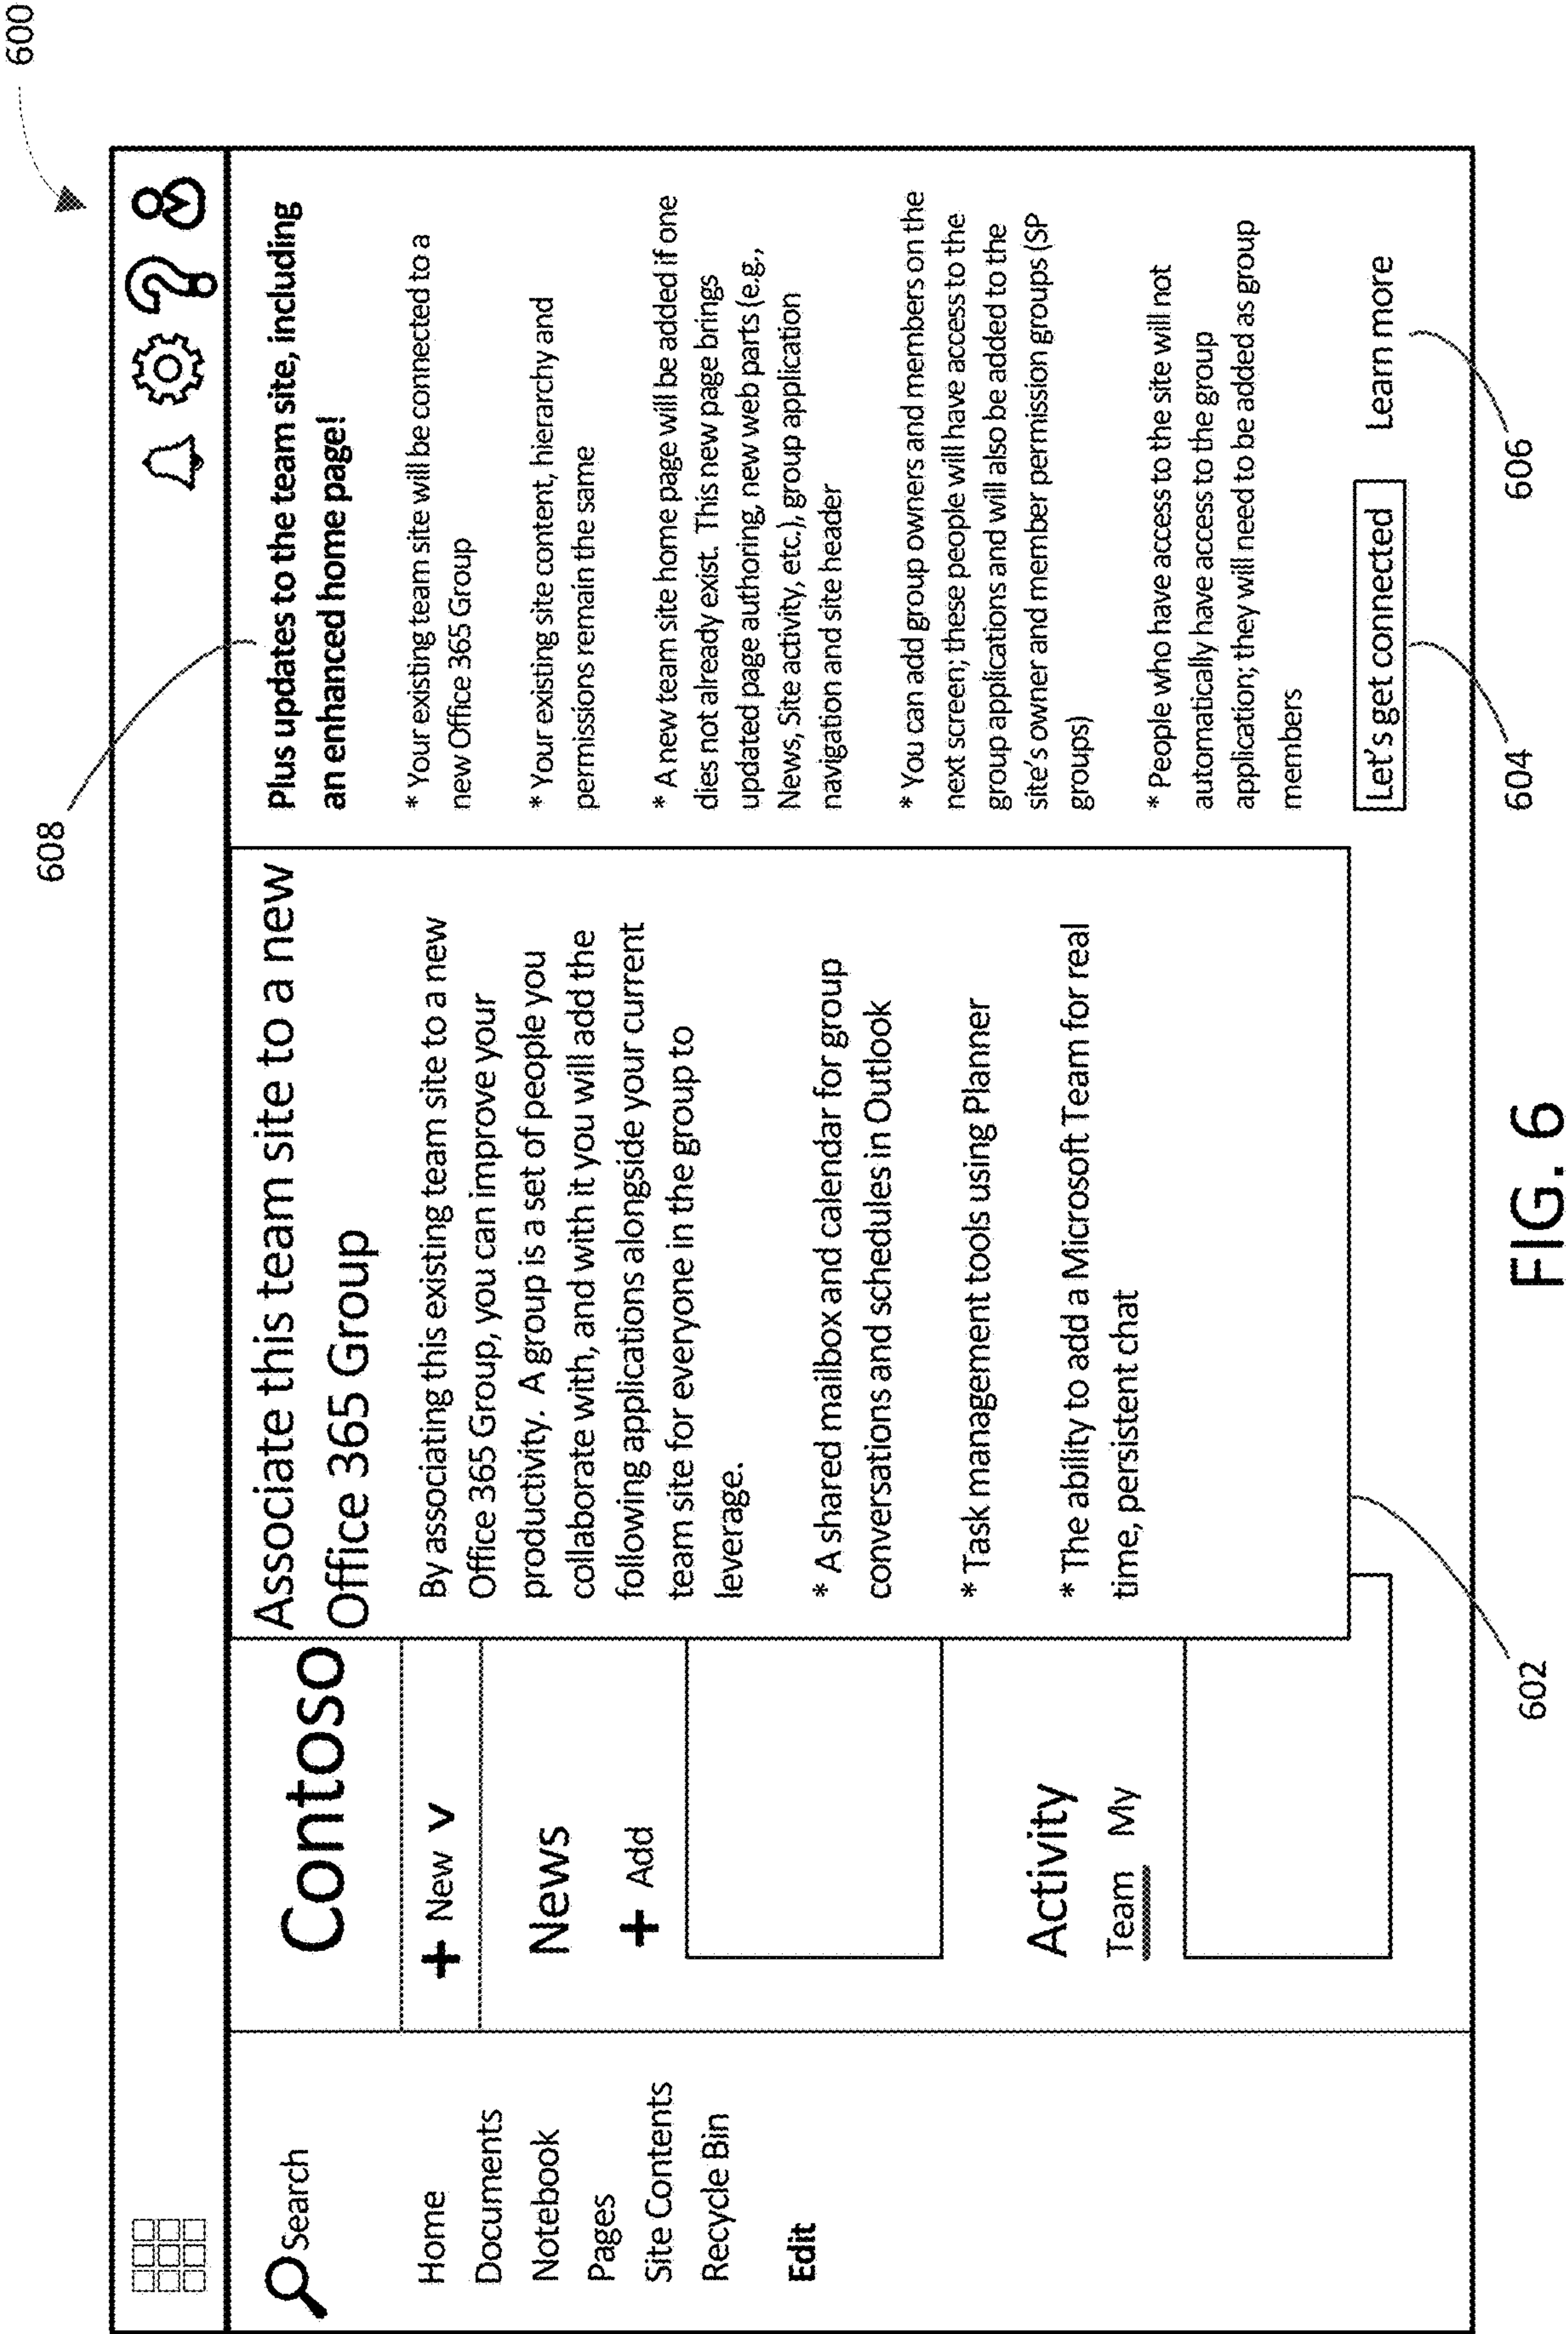 600
608
Search
Home
Documents
Notebook
Pages
Site Contents
Recycle Bin
Edit
Contoso
+ New v
News
+ Add
Activity
Team My
Associate this team site to a new
Office 365 Group
By associating this existing team site to a new
Office 365 Group, you can improve your
productivity. A group is a set of people you
collaborate with, and with it you will add the
following applications alongside your current
team site for everyone in the group to
leverage.
* A shared mailbox and calendar for group
conversations and schedules in Outlook
* Task management tools using Planner
* The ability to add a Microsoft Team for real
time, persistent chat
Plus updates to the team site, including
an enhanced home page!
* Your existing team site will be connected to a
new Office 365 Group
* Your existing site content, hierarchy and
permissions remain the same
* A new team site home page will be added if one
dies not already exist. This new page brings
updated page authoring, new web parts (e.g.,
News, Site activity, etc.), group application
navigation and site header
* You can add group owners and members on the
next screen; these people will have access to the
group applications and will also be added to the
site's owner and member permission groups (SP
groups)
* People who have access to the site will not
automatically have access to the group
application; they will need to be added as group
members
Let's get connected
Learn more
602
604
606
FIG. 6